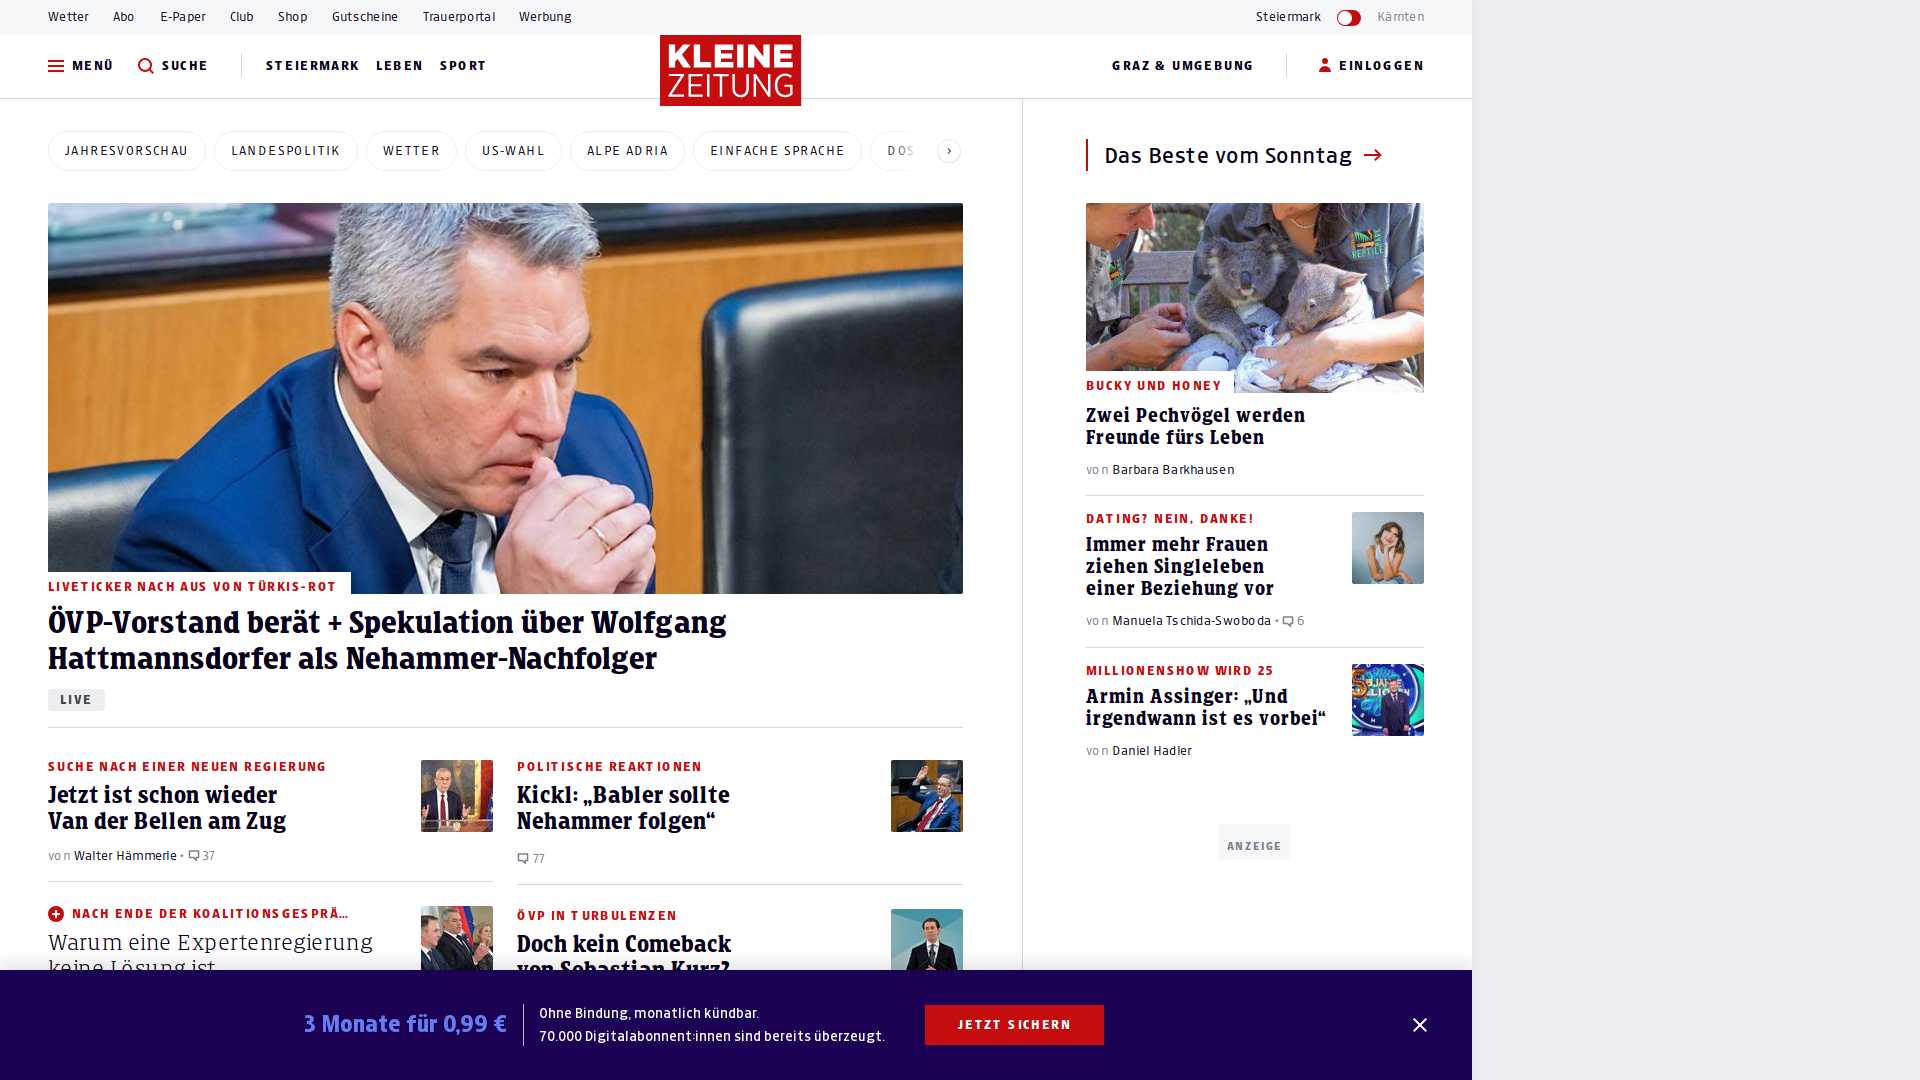 Wetter Abo E-Paper Club Shop Gutscheine Trauerportal Werbung Steiermark Kärnten
MENÜ SUCHE STEIERMARK LEBEN SPORT KLEINE ZEITUNG GRAZ & UMGEBUNG EINLOGGEN
JAHRESVORSCHAU LANDESPOLITIK WETTER US-WAHL ALPE ADRIA EINFACHE SPRACHE DOS
LIVETICKER NACH AUS VON TÜRKIS-ROT
ÖVP-Vorstand berät + Spekulation über Wolfgang
Hattmannsdorfer als Nehammer-Nachfolger
LIVE
SUCHE NACH EINER NEUEN REGIERUNG
Jetzt ist schon wieder
Van der Bellen am Zug
von Walter Hämmerle • 37
POLITISCHE REAKTIONEN
Kickl: „Babler sollte
Nehammer folgen“
77
NACH ENDE DER KOALITIONSGESPRÄ…
Warum eine Expertenregierung
keine Lösung ist
ÖVP IN TURBULENZEN
Doch kein Comeback
von Sebastian Kurz?
Das Beste vom Sonntag
REPTILE
BUCKY UND HONEY
Zwei Pechvögel werden
Freunde fürs Leben
von Barbara Barkhausen
DATING? NEIN, DANKE!
Immer mehr Frauen
ziehen Singleleben
einer Beziehung vor
von Manuela Tschida-Swoboda • 6
MILLIONENSHOW WIRD 25
Armin Assinger: „Und
irgendwann ist es vorbei“
von Daniel Hadler
ANZEIGE
3 Monate für 0,99 €
Ohne Bindung, monatlich kündbar.
70.000 Digitalabonnent:innen sind bereits überzeugt.
JETZT SICHERN